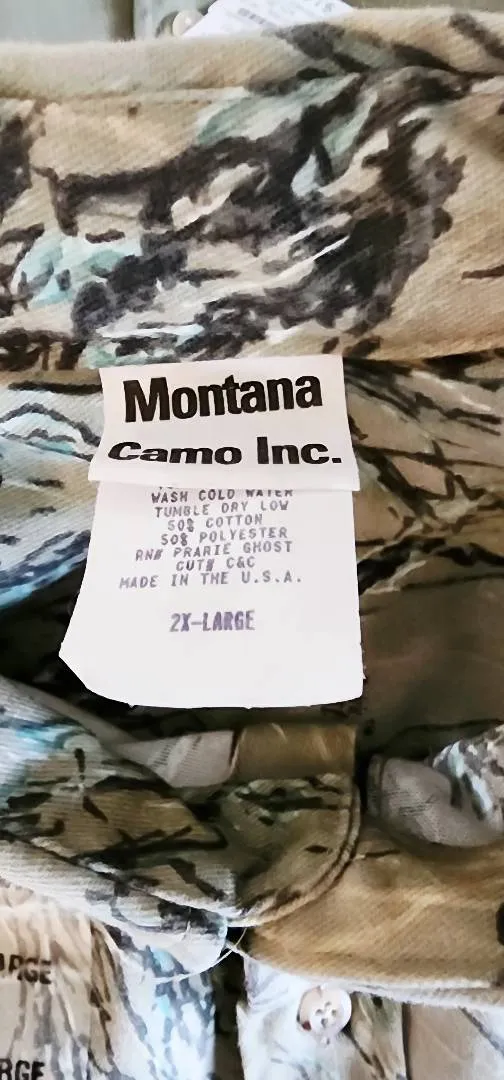 Montana
Camo Inc.
WASH COLD WATER
TUMBLE DRY LOW
50% COTTON
50% POLYESTER
RN# PRARIE GHOST
CUT# C&C
MADE IN THE U.S.A.
2X-LARGE